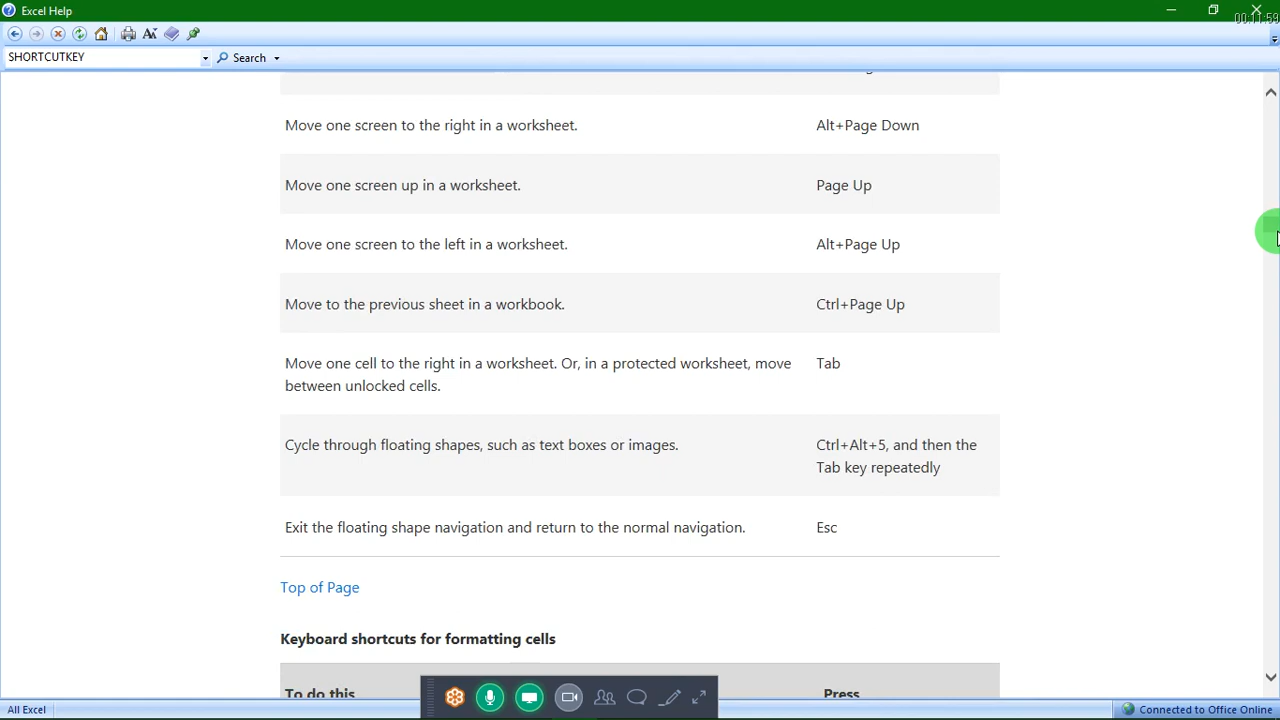 Excel Help
00:11:59
SHORTCUTKEY
Search
Move one screen to the right in a worksheet. Alt+Page Down
Move one screen up in a worksheet. Page Up
Move one screen to the left in a worksheet. Alt+Page Up
Move to the previous sheet in a workbook. Ctrl+Page Up
Move one cell to the right in a worksheet. Or, in a protected worksheet, move Tab
between unlocked cells.
Cycle through floating shapes, such as text boxes or images. Ctrl+Alt+5, and then the
Tab key repeatedly
Exit the floating shape navigation and return to the normal navigation. Esc
Top of Page
Keyboard shortcuts for formatting cells
To do this Press
All Excel Connected to Office Online